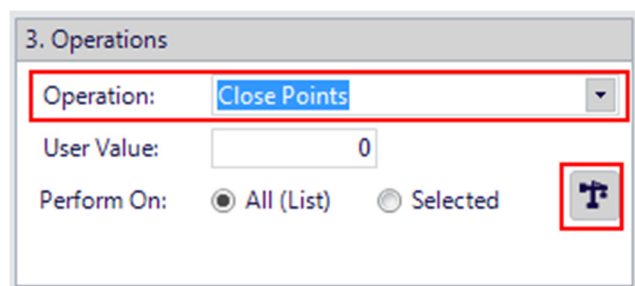 3. Operations
Operation: Close Points
User Value: 0
Perform On: All (List) Selected